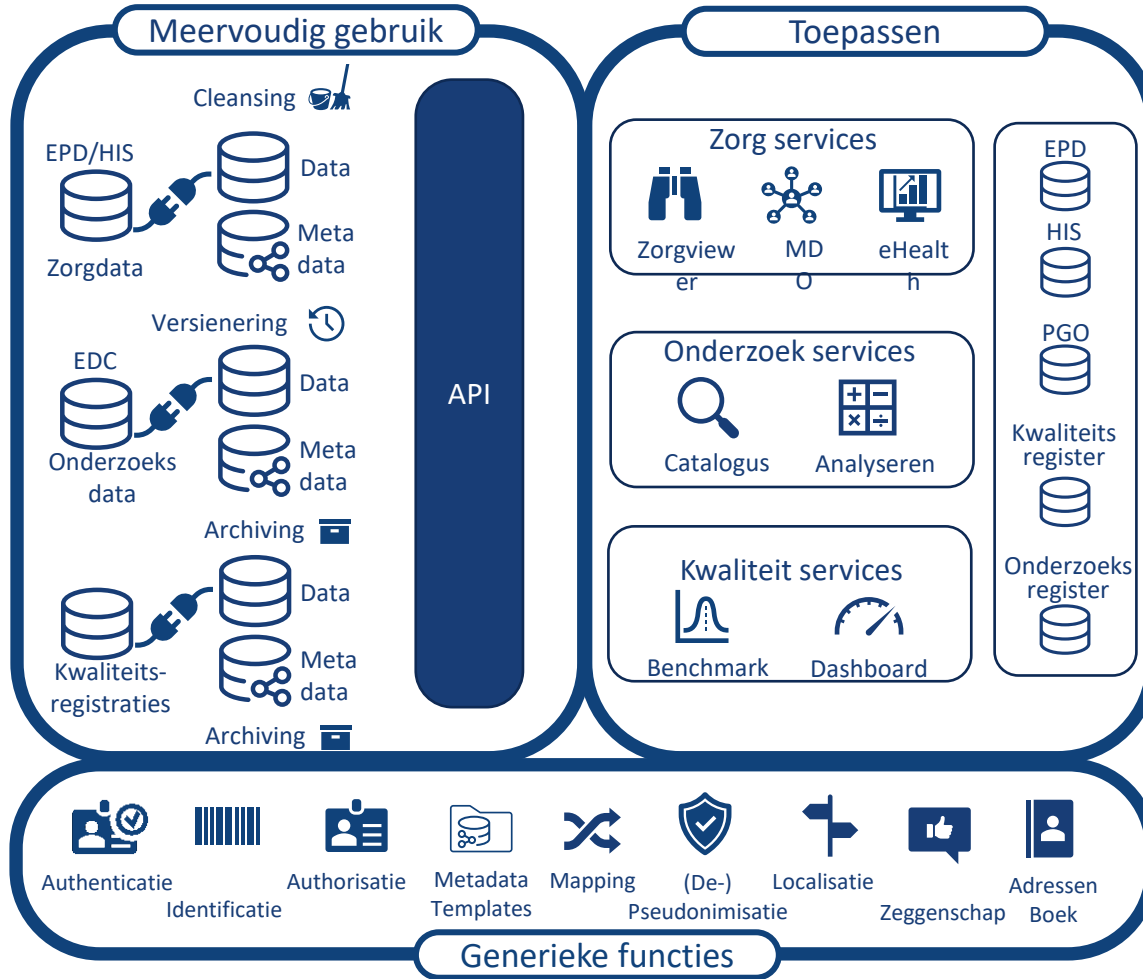 Meervoudig gebruik
Cleansing
EPD/HIS
Data
Meta
data
Zorgdata
Versienering
EDC
Data
Meta
data
Onderzoeks
data
Archiving
Data
Meta
data
Kwaliteits-
registraties
Archiving
API
Toepassen
Zorg services
Zorgview
er
MD
O
eHealt
h
Onderzoek services
Catalogus
Analyseren
Kwaliteit services
Benchmark
Dashboard
EPD
HIS
PGO
Kwaliteits
register
Onderzoeks
register
Authenticatie
Identificatie
Authorisatie
Metadata
Templates
Mapping
(De-)
Pseudonimisatie
Localisatie
Zeggenschap
Adressen
Boek
Generieke functies